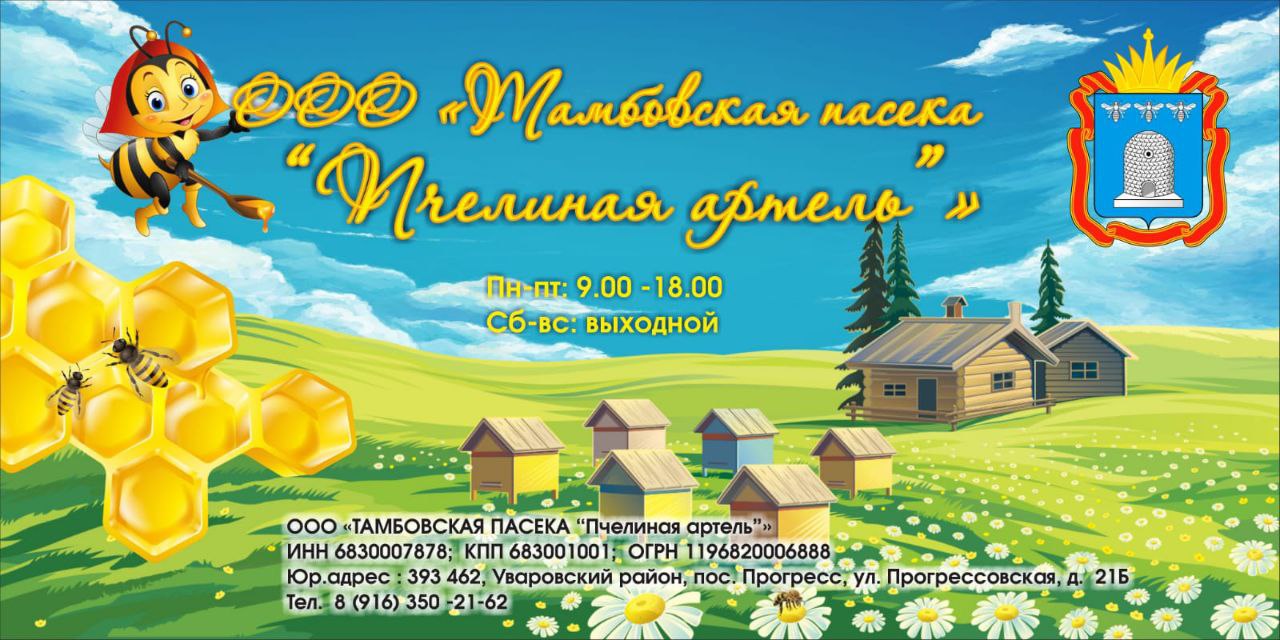 ООО «Тамбовская пасека
“Пчелиная артель”»
Пн-пт: 9.00 -18.00
Сб-вс: выходной
ООО «ТАМБОВСКАЯ ПАСЕКА “Пчелиная артель”»
ИНН 6830007878; КПП 683001001; ОГРН 1196820006888
Юр.адрес : 393 462, Уваровский район, пос. Прогресс, ул. Прогрессовская, д. 21Б
Тел. 8 (916) 350 -21-62